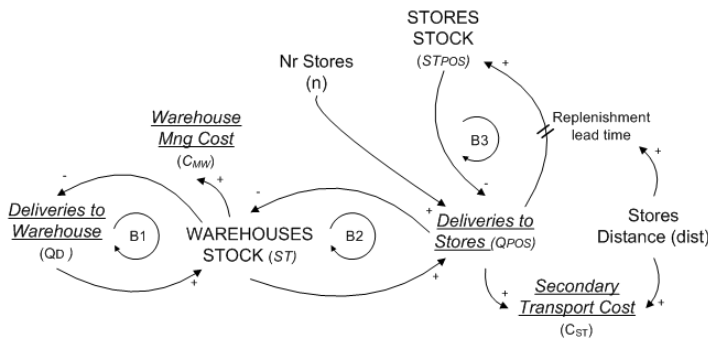 STORES
STOCK
(STPOS)
Nr Stores
(n)
+
Warehouse
Mng Cost
(CMW)
B3
Replenishment
lead time
+
+
-
-
-
Deliveries to
Warehouse
(QD )
B1
WAREHOUSES
STOCK (ST)
B2
+
Deliveries to
Stores (QPOS)
Stores
Distance (dist)
+
+
+
+
Secondary
Transport Cost
(CST)